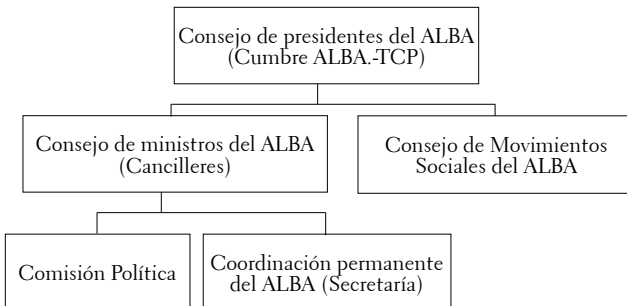 Consejo de presidentes del ALBA
(Cumbre ALBA.-TCP)
Consejo de ministros del ALBA
(Cancilleres)
Consejo de Movimientos
Sociales del ALBA
Comisión Política
Coordinación permanente
del ALBA (Secretaría)